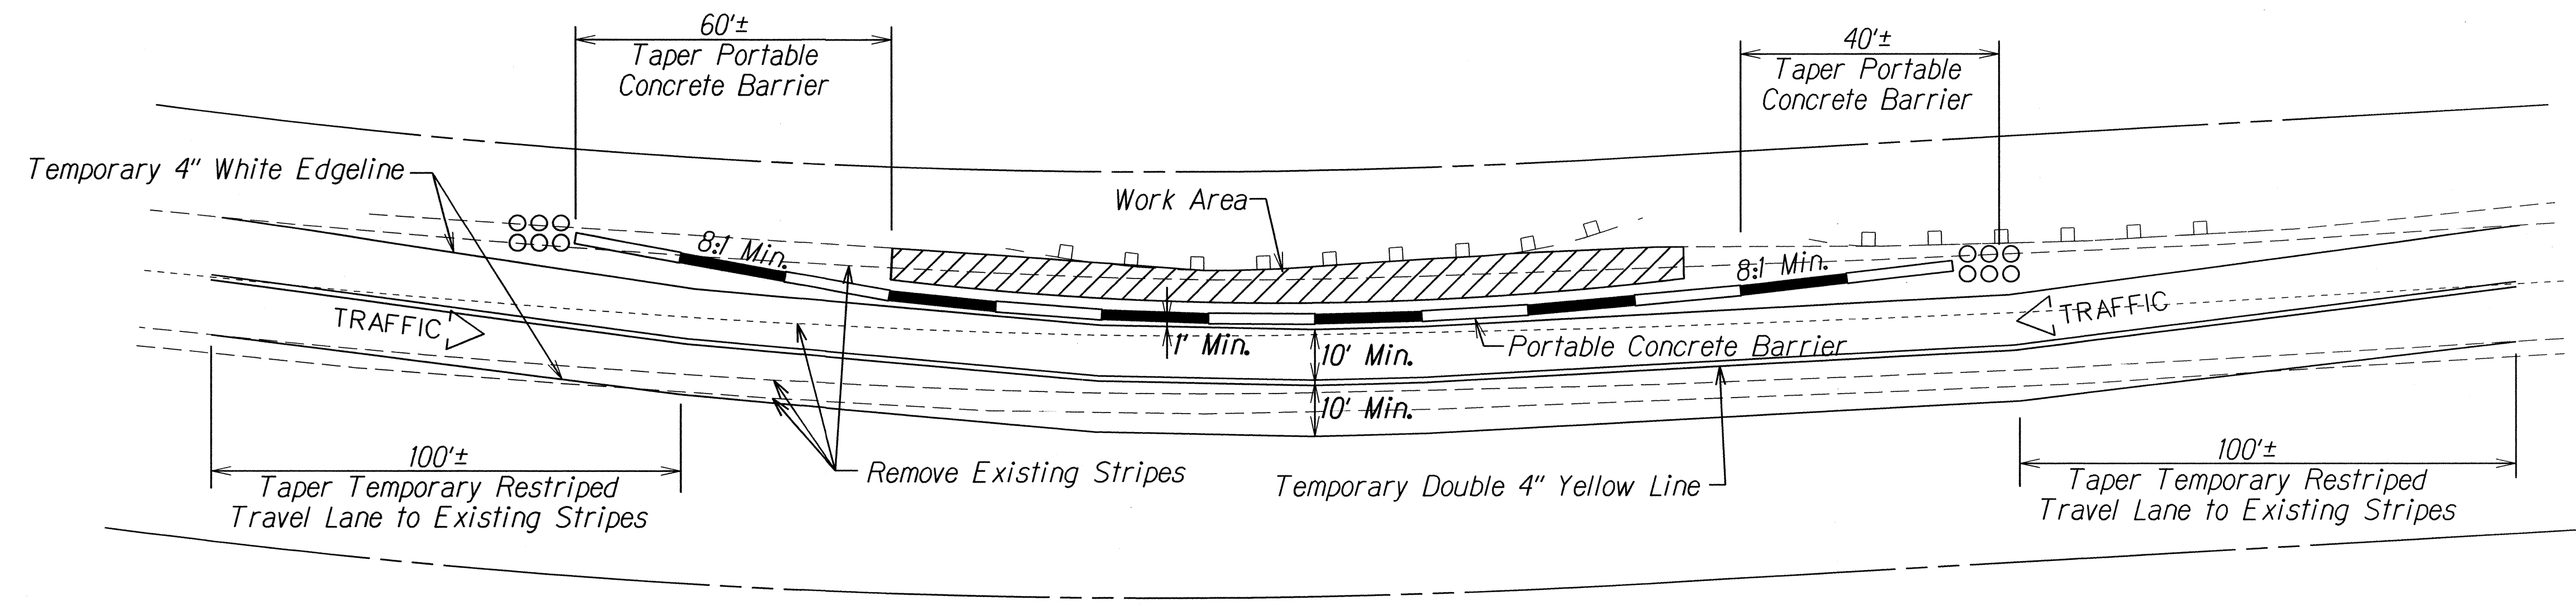 60'±
Taper Portable
Concrete Barrier
40'±
Taper Portable
Concrete Barrier
Temporary 4" White Edgeline
Work Area
8:1 Min.
8:1 Min.
TRAFFIC
TRAFFIC
1' Min.
10' Min.
Portable Concrete Barrier
10' Min.
100'±
Taper Temporary Restriped
Travel Lane to Existing Stripes
Remove Existing Stripes
Temporary Double 4" Yellow Line
100'±
Taper Temporary Restriped
Travel Lane to Existing Stripes